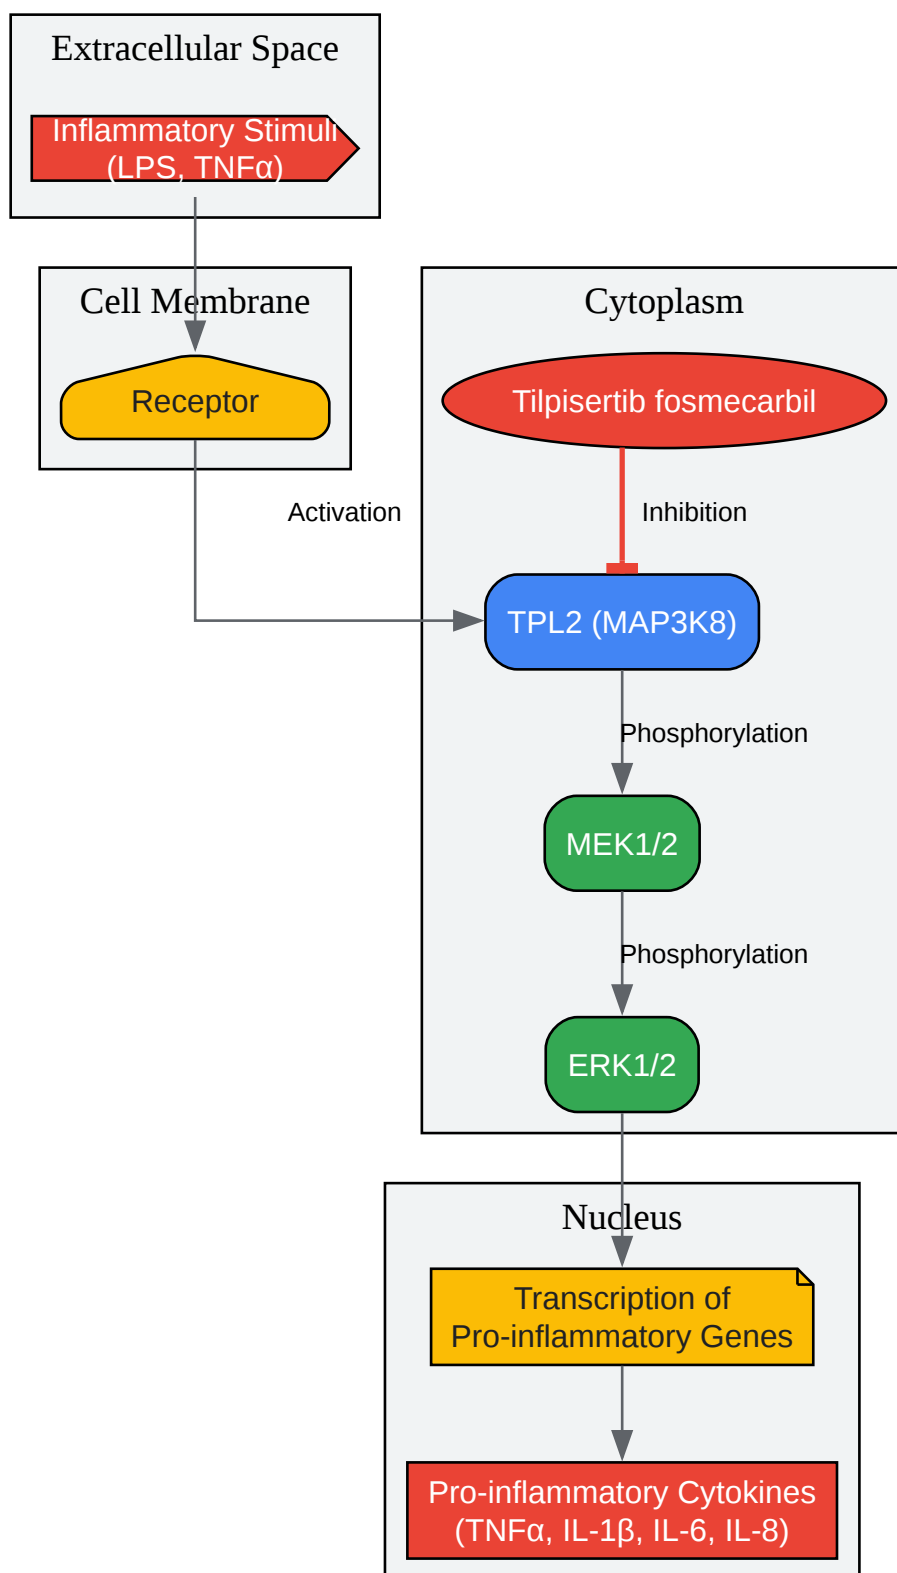 Extracellular Space
Inflammatory Stimuli
(LPS, TNFα)
Cell Membrane
Receptor
Cytoplasm
Tilpisertib fosmecarbil
Activation
Inhibition
TPL2 (MAP3K8)
Phosphorylation
MEK1/2
Phosphorylation
ERK1/2
Nucleus
Transcription of
Pro-inflammatory Genes
Pro-inflammatory Cytokines
(TNFα, IL-1β, IL-6, IL-8)